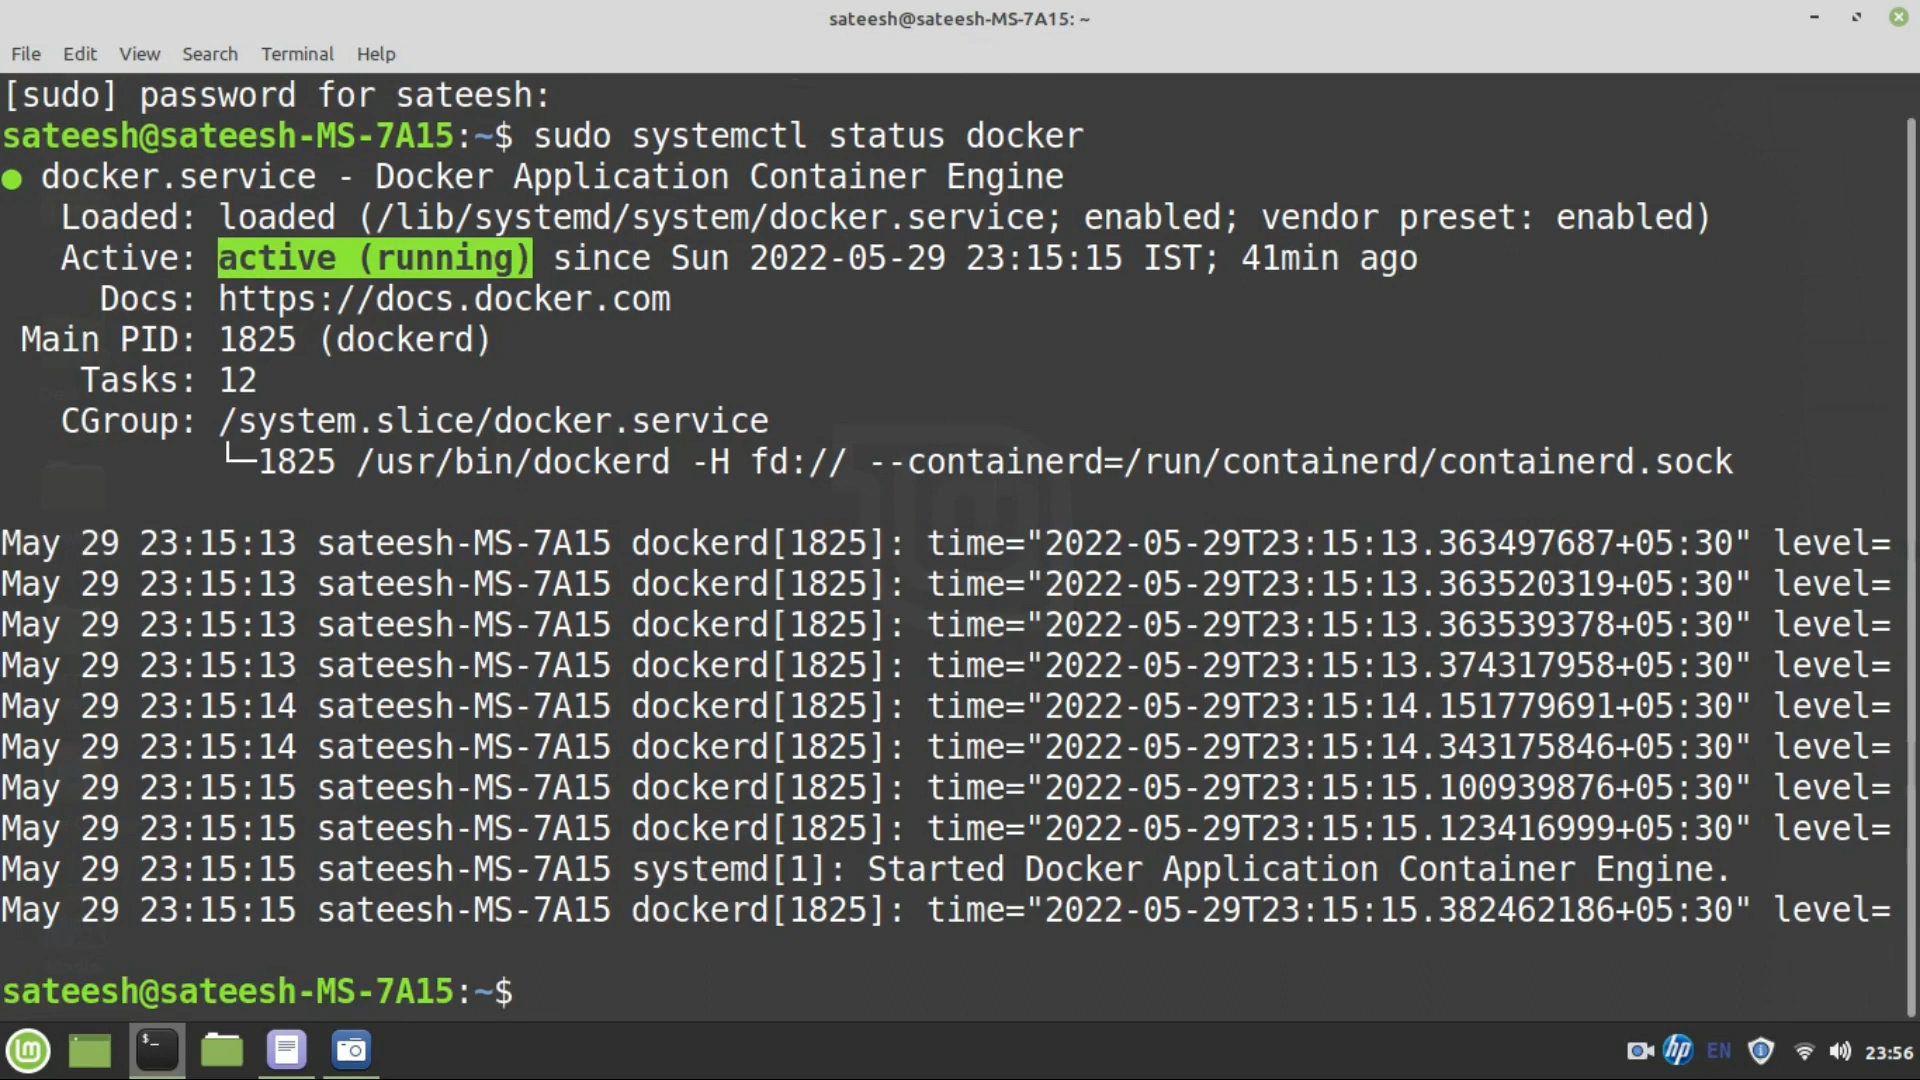 sateesh@sateesh-MS-7A15: ~
File Edit View Search Terminal Help
[sudo] password for sateesh:
sateesh@sateesh-MS-7A15:~$ sudo systemctl status docker
● docker.service - Docker Application Container Engine
Loaded: loaded (/lib/systemd/system/docker.service; enabled; vendor preset: enabled)
Active: active (running) since Sun 2022-05-29 23:15:15 IST; 41min ago
Docs: https://docs.docker.com
Main PID: 1825 (dockerd)
Tasks: 12
CGroup: /system.slice/docker.service
└─1825 /usr/bin/dockerd -H fd:// --containerd=/run/containerd/containerd.sock
May 29 23:15:13 sateesh-MS-7A15 dockerd[1825]: time="2022-05-29T23:15:13.363497687+05:30" level=
May 29 23:15:13 sateesh-MS-7A15 dockerd[1825]: time="2022-05-29T23:15:13.363520319+05:30" level=
May 29 23:15:13 sateesh-MS-7A15 dockerd[1825]: time="2022-05-29T23:15:13.363539378+05:30" level=
May 29 23:15:13 sateesh-MS-7A15 dockerd[1825]: time="2022-05-29T23:15:13.374317958+05:30" level=
May 29 23:15:14 sateesh-MS-7A15 dockerd[1825]: time="2022-05-29T23:15:14.151779691+05:30" level=
May 29 23:15:14 sateesh-MS-7A15 dockerd[1825]: time="2022-05-29T23:15:14.343175846+05:30" level=
May 29 23:15:15 sateesh-MS-7A15 dockerd[1825]: time="2022-05-29T23:15:15.100939876+05:30" level=
May 29 23:15:15 sateesh-MS-7A15 dockerd[1825]: time="2022-05-29T23:15:15.123416999+05:30" level=
May 29 23:15:15 sateesh-MS-7A15 systemd[1]: Started Docker Application Container Engine.
May 29 23:15:15 sateesh-MS-7A15 dockerd[1825]: time="2022-05-29T23:15:15.382462186+05:30" level=
sateesh@sateesh-MS-7A15:~$
$_ hp EN 23:56